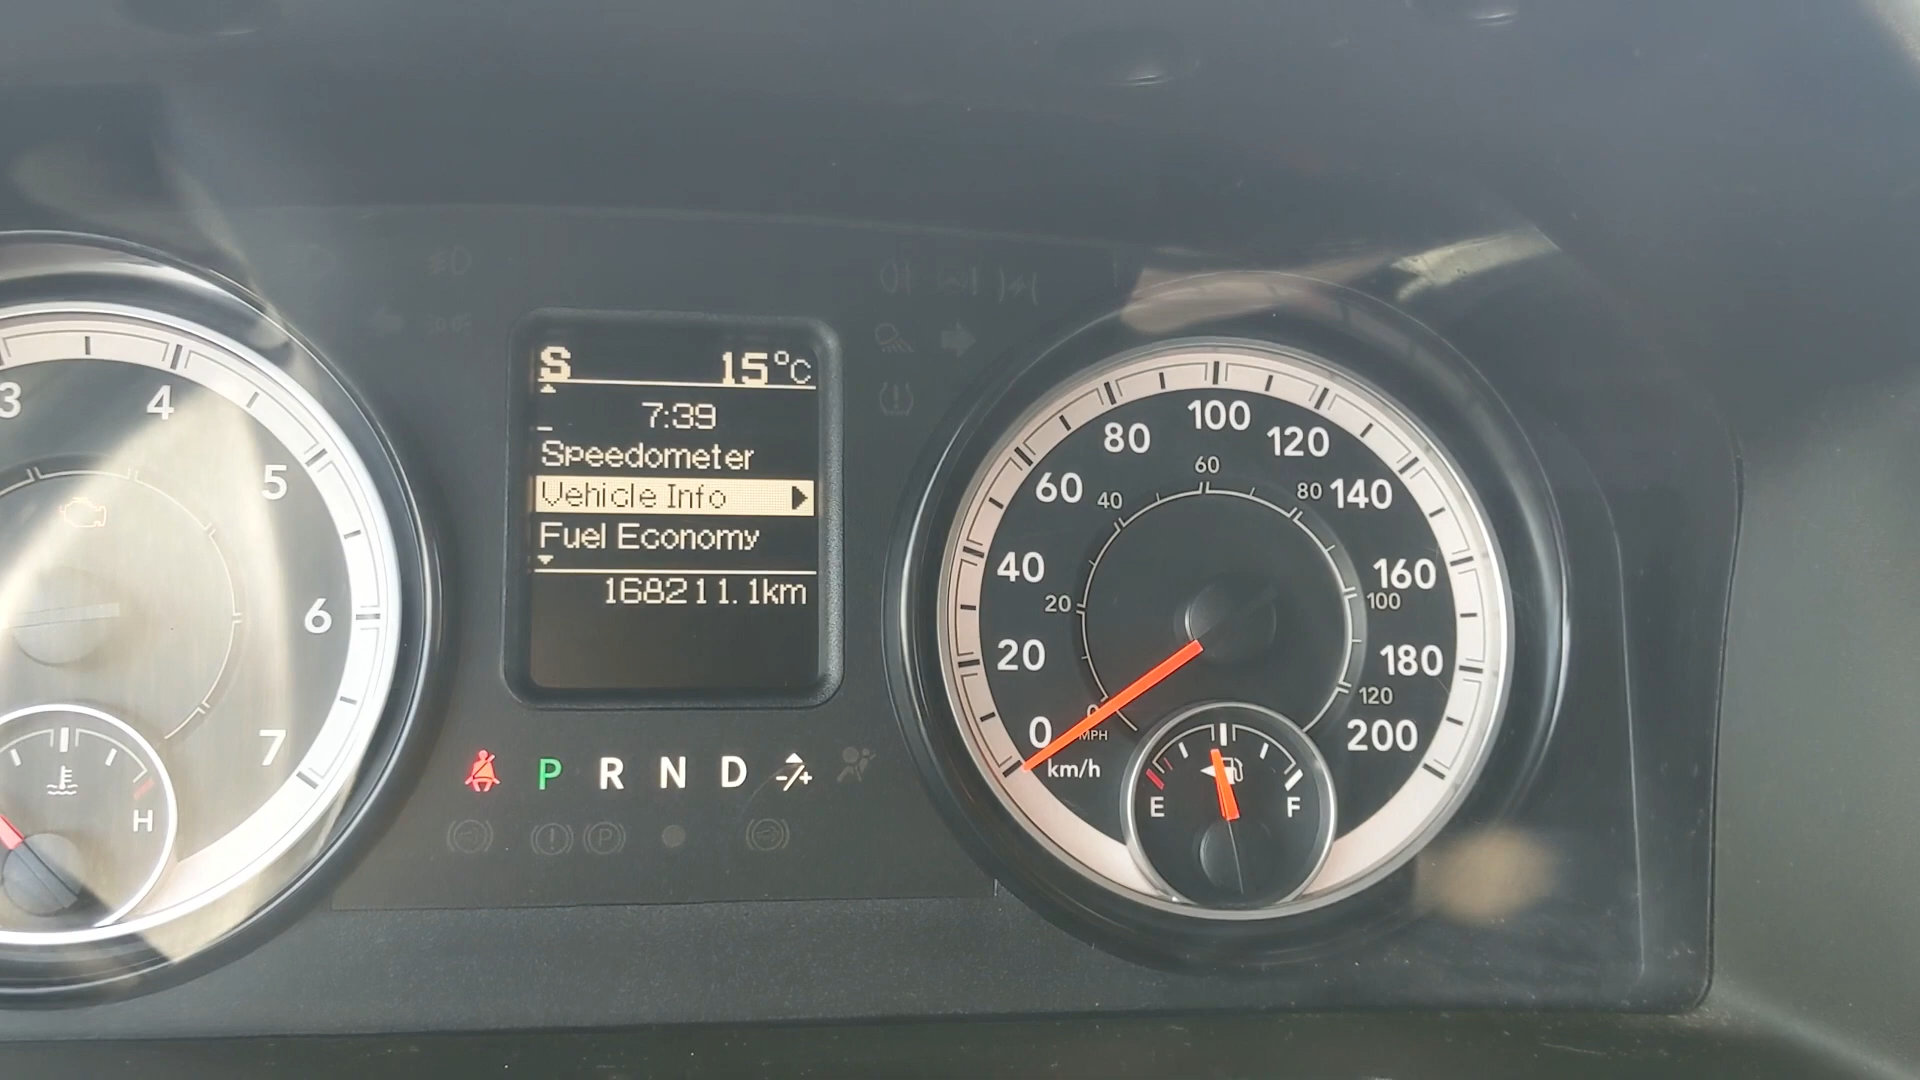 S 15°C
7:39
Speedometer
Vehicle Info
Fuel Economy
168211.1km
3
4
5
6
7
H
P R N D -/+
0
20
40
60
80
100
120
140
160
180
200
km/h
0
20
40
60
80
100
120
MPH
E F